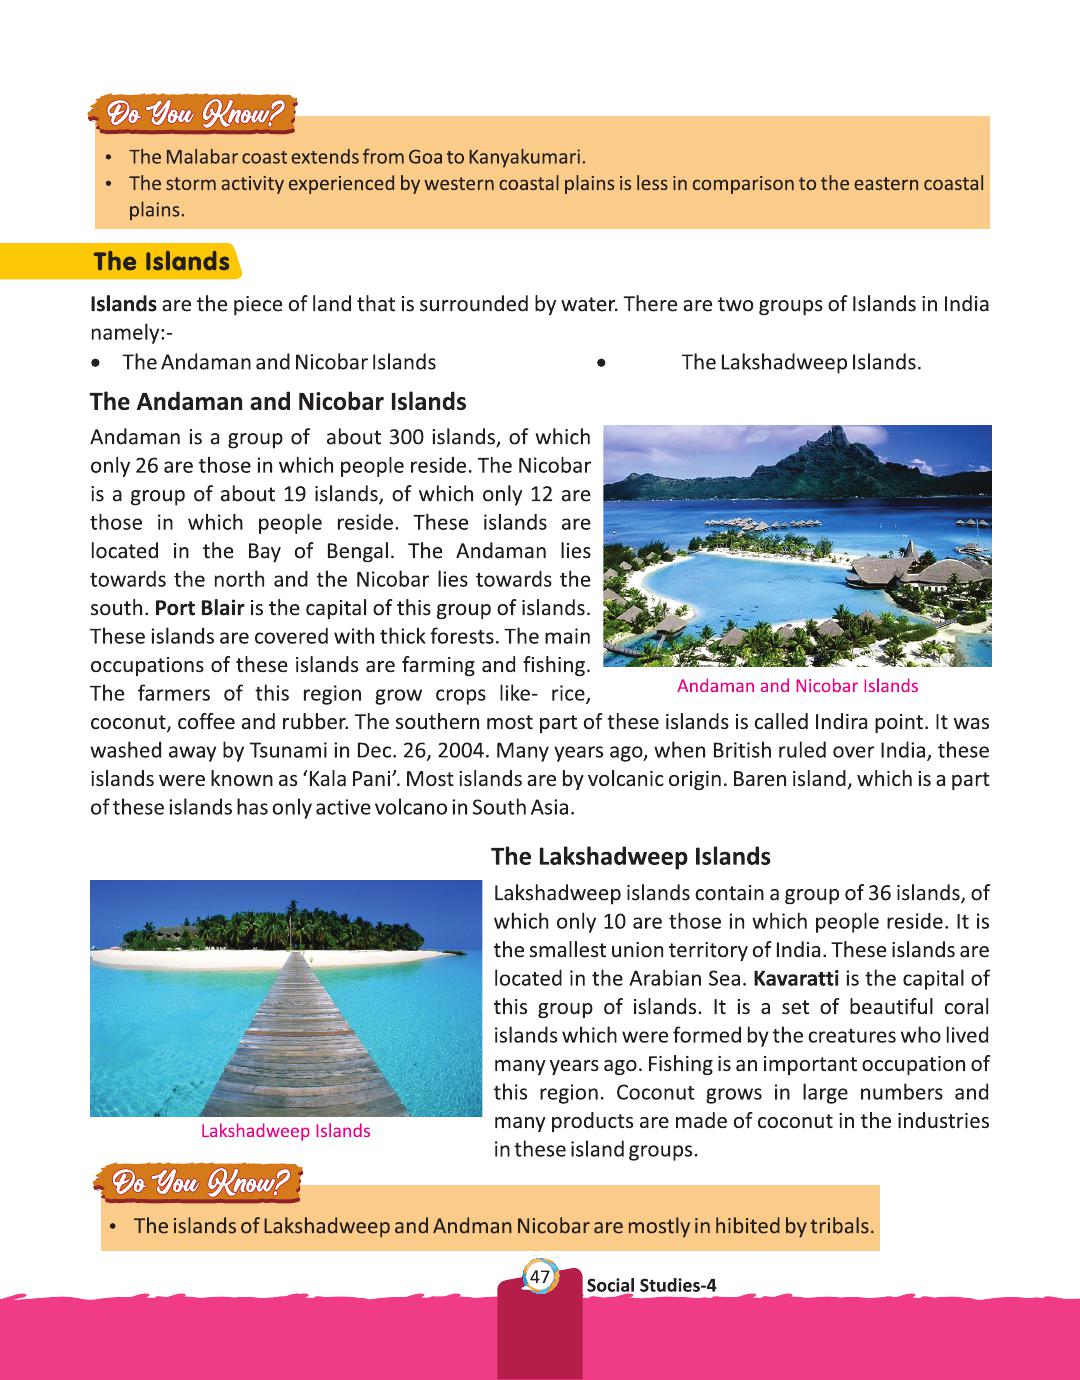 Do You Know?
• The Malabar coast extends from Goa to Kanyakumari.
• The storm activity experienced by western coastal plains is less in comparison to the eastern coastal
plains.
The Islands
Islands are the piece of land that is surrounded by water. There are two groups of Islands in India
namely:-
• The Andaman and Nicobar Islands • The Lakshadweep Islands.
The Andaman and Nicobar Islands
Andaman is a group of about 300 islands, of which
only 26 are those in which people reside. The Nicobar
is a group of about 19 islands, of which only 12 are
those in which people reside. These islands are
located in the Bay of Bengal. The Andaman lies
towards the north and the Nicobar lies towards the
south. Port Blair is the capital of this group of islands.
These islands are covered with thick forests. The main
occupations of these islands are farming and fishing.
The farmers of this region grow crops like- rice,
Andaman and Nicobar Islands
coconut, coffee and rubber. The southern most part of these islands is called Indira point. It was
washed away by Tsunami in Dec. 26, 2004. Many years ago, when British ruled over India, these
islands were known as ‘Kala Pani’. Most islands are by volcanic origin. Baren island, which is a part
of these islands has only active volcano in South Asia.
The Lakshadweep Islands
Lakshadweep islands contain a group of 36 islands, of
which only 10 are those in which people reside. It is
the smallest union territory of India. These islands are
located in the Arabian Sea. Kavaratti is the capital of
this group of islands. It is a set of beautiful coral
islands which were formed by the creatures who lived
many years ago. Fishing is an important occupation of
this region. Coconut grows in large numbers and
many products are made of coconut in the industries
in these island groups.
Lakshadweep Islands
Do You Know?
• The islands of Lakshadweep and Andman Nicobar are mostly in hibited by tribals.
47
Social Studies-4